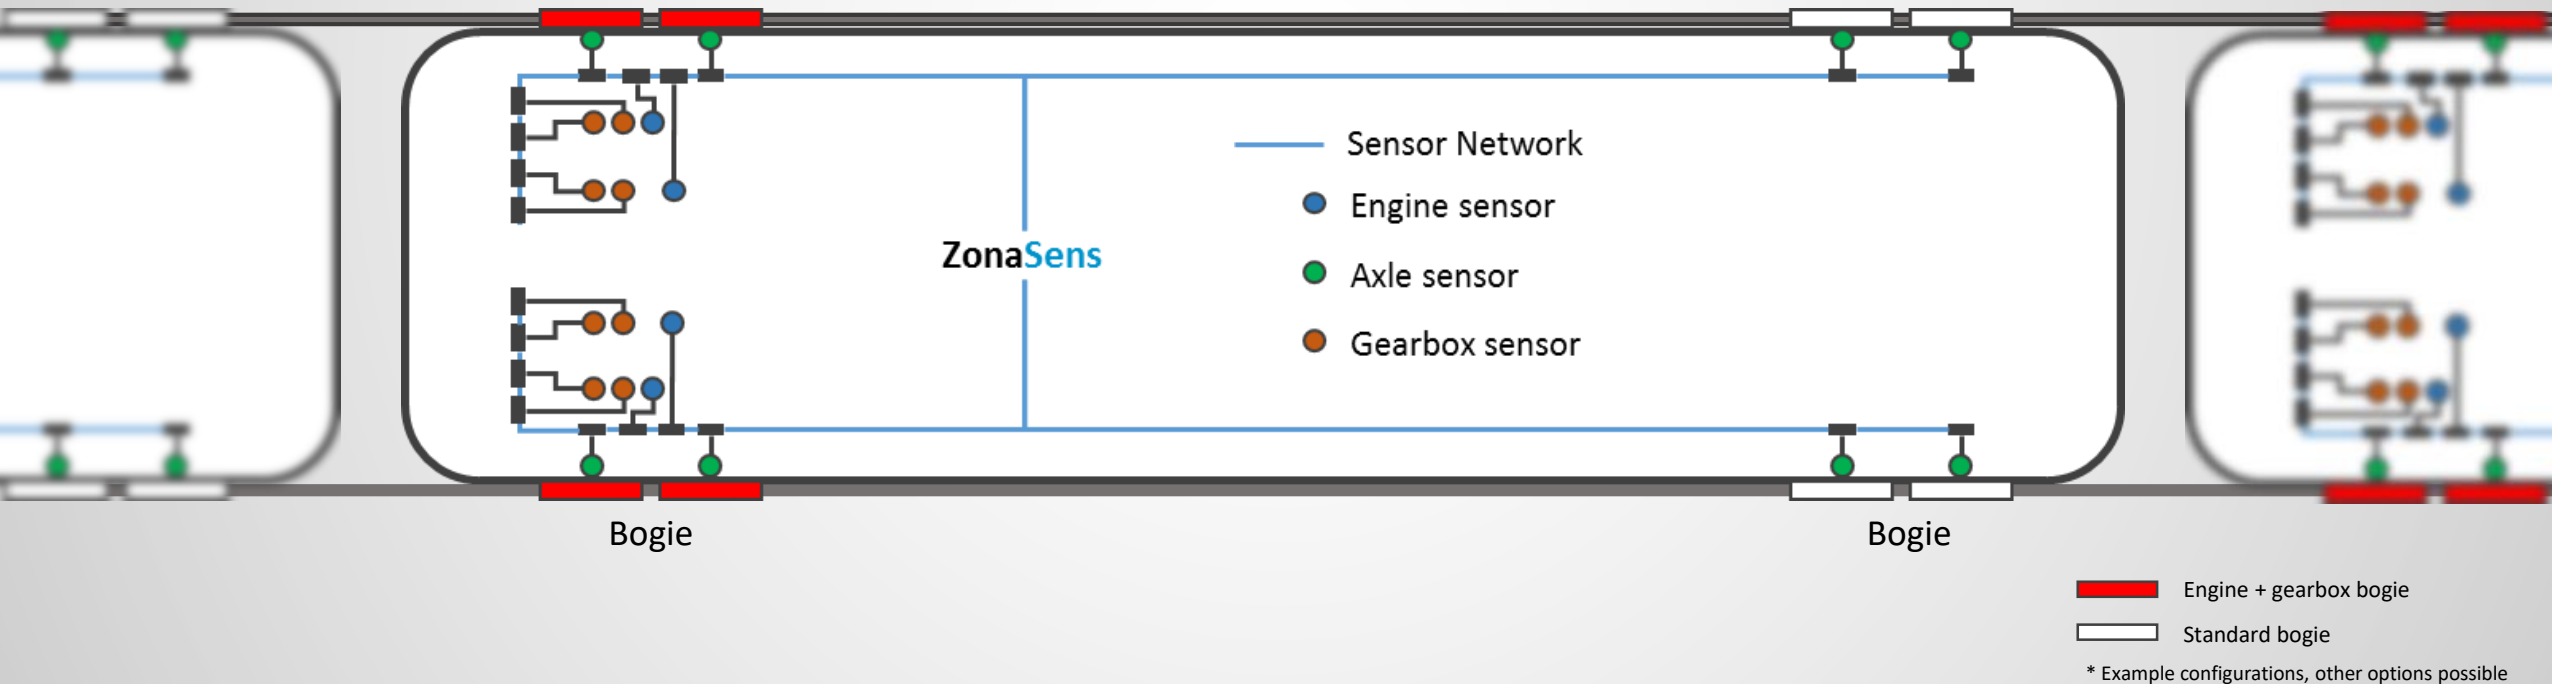 Sensor Network
Engine sensor
ZonaSens
Axle sensor
Gearbox sensor
Bogie
Bogie
Engine + gearbox bogie
Standard bogie
* Example configurations, other options possible